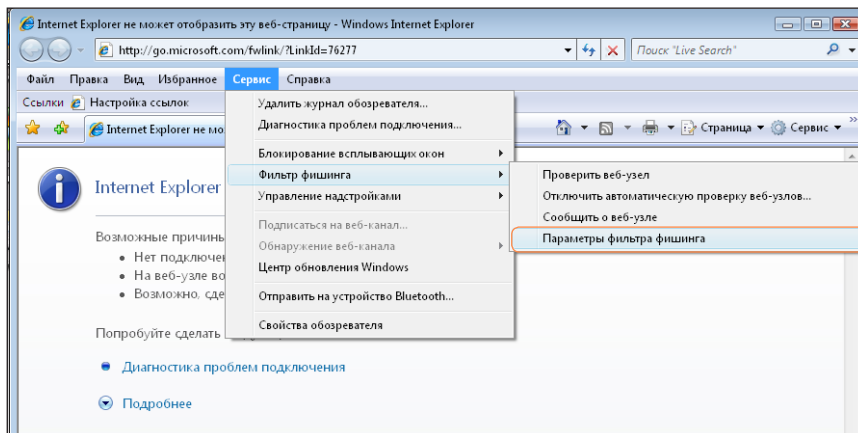 Internet Explorer не может отобразить эту веб-страницу - Windows Internet Explorer
http://go.microsoft.com/fwlink/?LinkId=76277
Поиск "Live Search"
Файл Правка Вид Избранное Сервис Справка
Ссылки Настройка ссылок
Internet Explorer не мо
Страница Сервис »
Удалить журнал обозревателя...
Диагностика проблем подключения...
Блокирование всплывающих окон
Фильтр фишинга
Управление надстройками
Подписаться на веб-канал...
Обнаружение веб-канала
Центр обновления Windows
Отправить на устройство Bluetooth...
Свойства обозревателя
Проверить веб-узел
Отключить автоматическую проверку веб-узлов...
Сообщить о веб-узле
Параметры фильтра фишинга
Internet Explorer
Возможные причины
Нет подключе
На веб-узле во
Возможно, сде
Попробуйте сделать
Диагностика проблем подключения
Подробнее